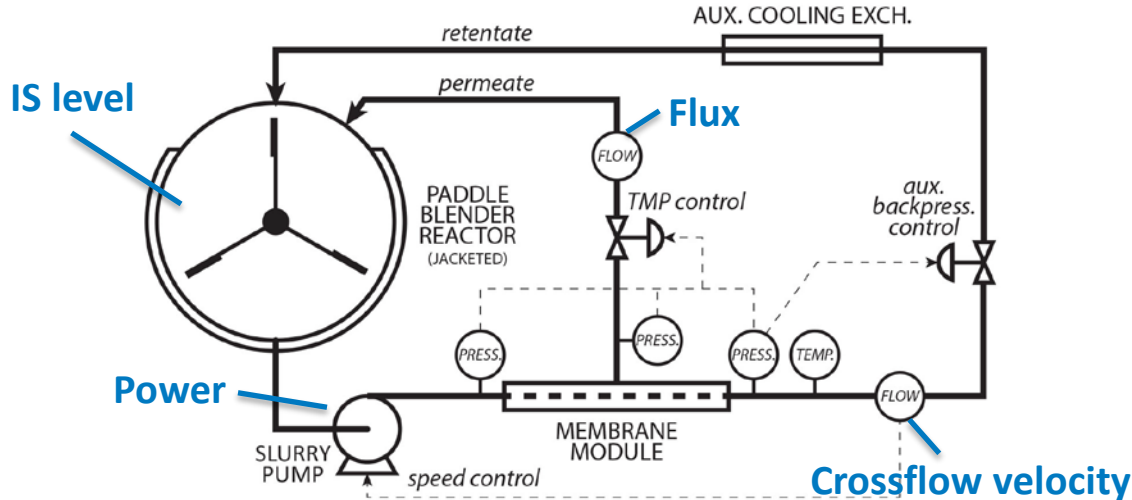 AUX. COOLING EXCH.
retentate
permeate
IS level
Flux
FLOW
PADDLE
BLENDER
REACTOR
(JACKETED)
TMP control
aux.
backpress.
control
PRESS.
PRESS.
PRESS.
TEMP.
Power
FLOW
SLURRY
PUMP
MEMBRANE
MODULE
speed control
Crossflow velocity